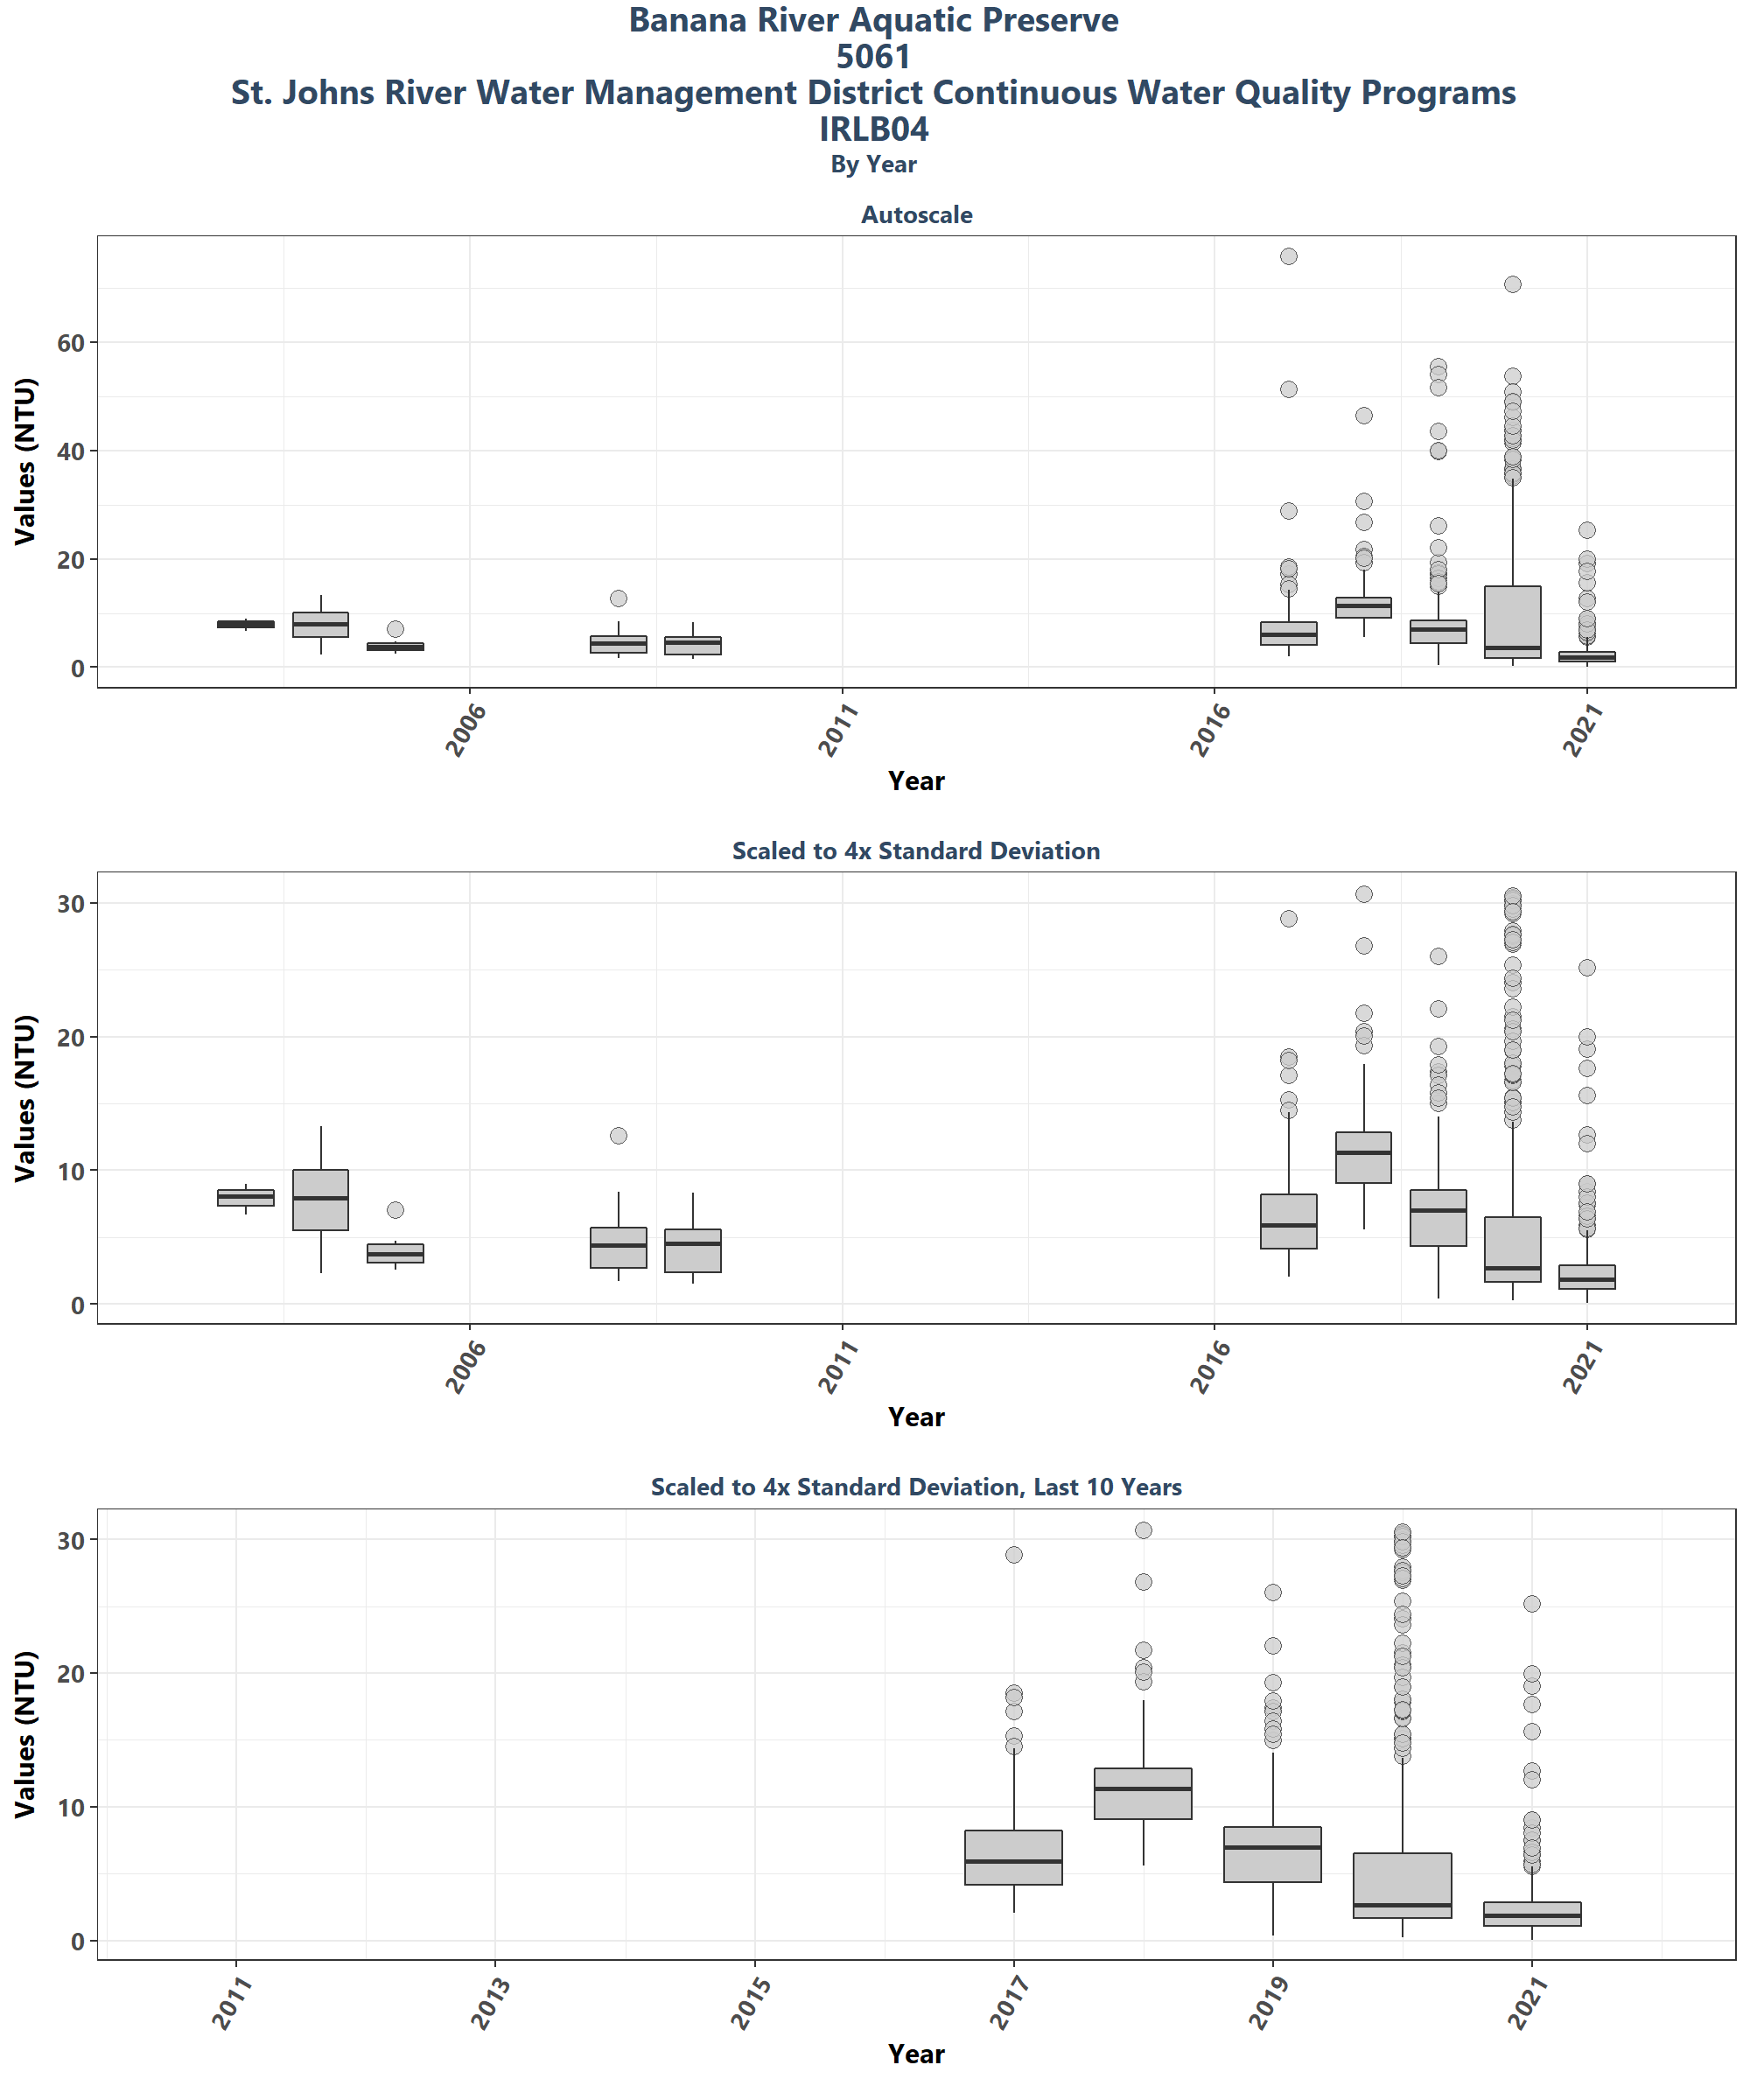 Banana River Aquatic Preserve
5061
St. Johns River Water Management District Continuous Water Quality Programs
IRLB04
By Year
Autoscale
Values (NTU)
60
40
20
0
2006
2011
2016
2021
Year
Scaled to 4x Standard Deviation
Values (NTU)
30
20
10
0
2006
2011
2016
2021
Year
Scaled to 4x Standard Deviation, Last 10 Years
Values (NTU)
30
20
10
0
2011
2013
2015
2017
2019
2021
Year